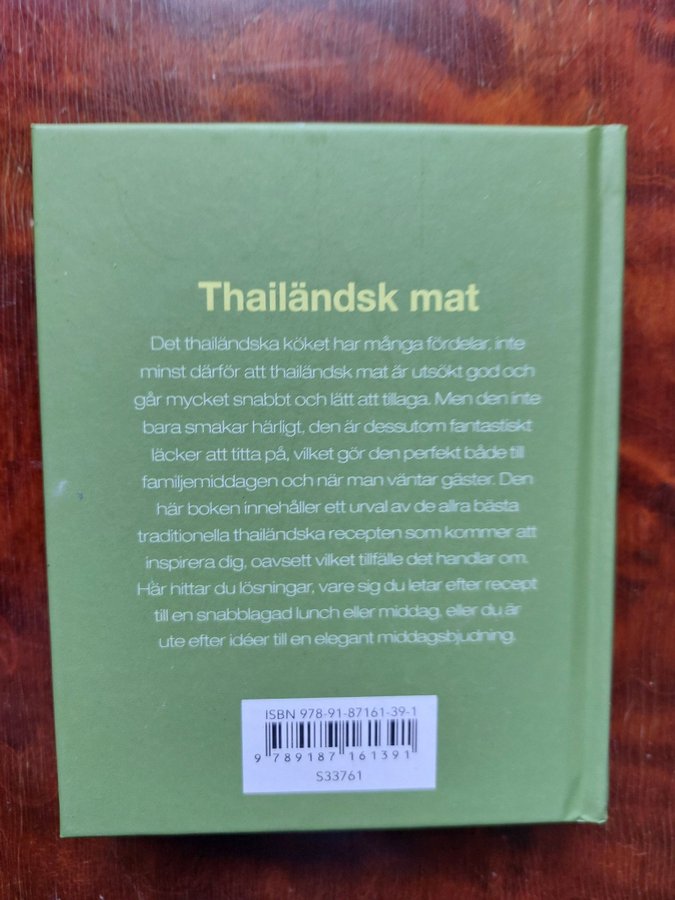 Thailändsk mat
Det thailändska köket har många fördelar, inte
minst därför att thailändsk mat är utsökt god och
går mycket snabbt och lätt att tillaga. Men den inte
bara smakar härligt, den är dessutom fantastiskt
läcker att titta på, vilket gör den perfekt både till
familjemiddagen och när man väntar gäster. Den
här boken innehåller ett urval av de allra bästa
traditionella thailändska recepten som kommer att
inspirera dig, oavsett vilket tillfälle det handlar om.
Här hittar du lösningar, vare sig du letar efter recept
till en snabblagad lunch eller middag, eller du är
ute efter idéer till en elegant middagsbjudning.
ISBN 978-91-87161-39-1
9 789187 161391
S33761